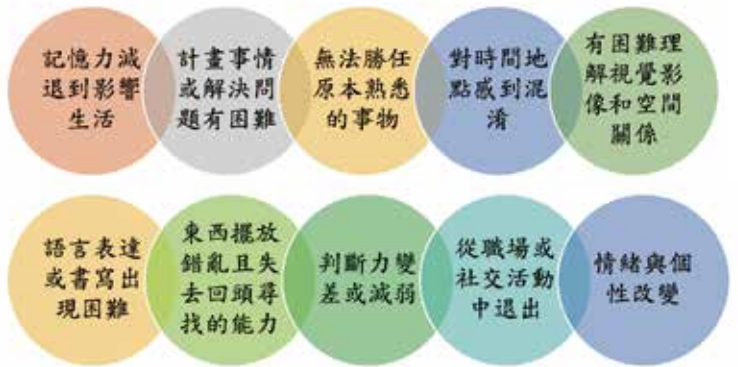 記憶力減
退到影響
生活
計畫事情
或解決問
題有困難
無法勝任
原本熟悉
的事物
對時間地
點感到混
淆
有困難理
解視覺影
像和空間
關係
語言表達
或書寫出
現困難
東西擺放
錯亂且失
去回頭尋
找的能力
判斷力變
差或減弱
從職場或
社交活動
中退出
情緒與個
性改變